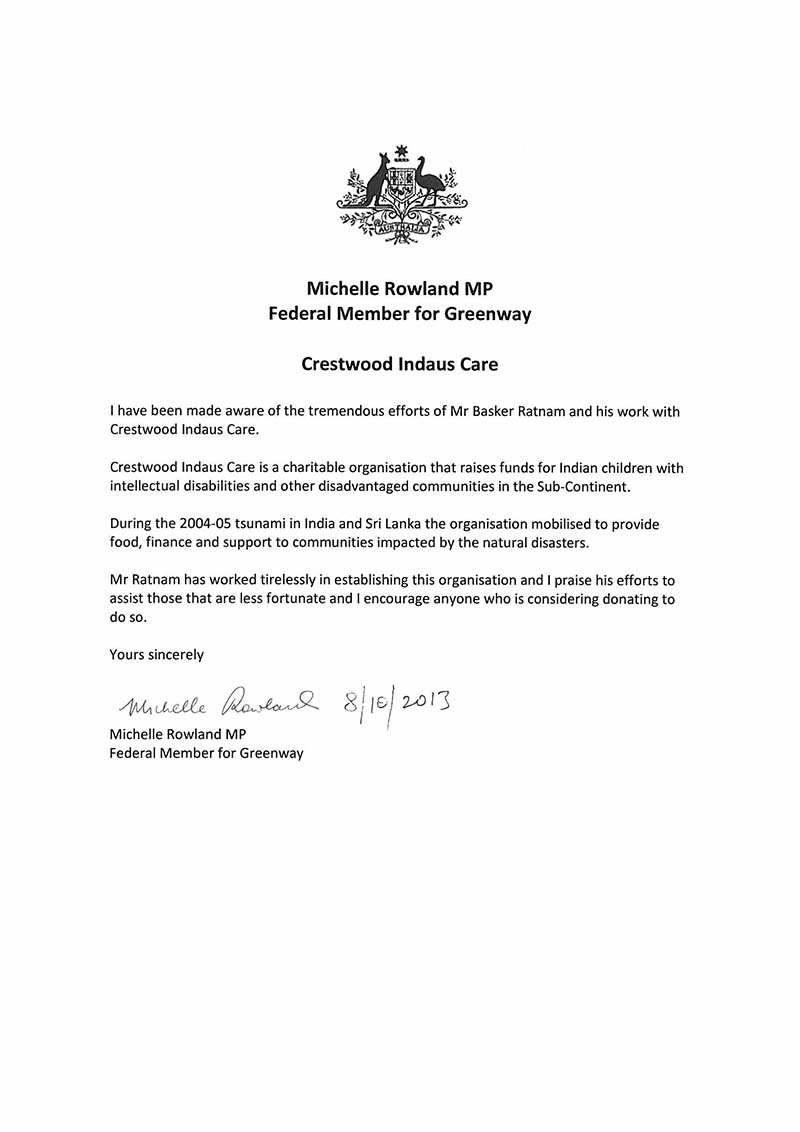 AUSTRALIA
Michelle Rowland MP
Federal Member for Greenway
Crestwood Indaus Care
I have been made aware of the tremendous efforts of Mr Basker Ratnam and his work with
Crestwood Indaus Care.
Crestwood Indaus Care is a charitable organisation that raises funds for Indian children with
intellectual disabilities and other disadvantaged communities in the Sub-Continent.
During the 2004-05 tsunami in India and Sri Lanka the organisation mobilised to provide
food, finance and support to communities impacted by the natural disasters.
Mr Ratnam has worked tirelessly in establishing this organisation and I praise his efforts to
assist those that are less fortunate and I encourage anyone who is considering donating to
do so.
Yours sincerely
Michelle Rowland 8/10/2013
Michelle Rowland MP
Federal Member for Greenway